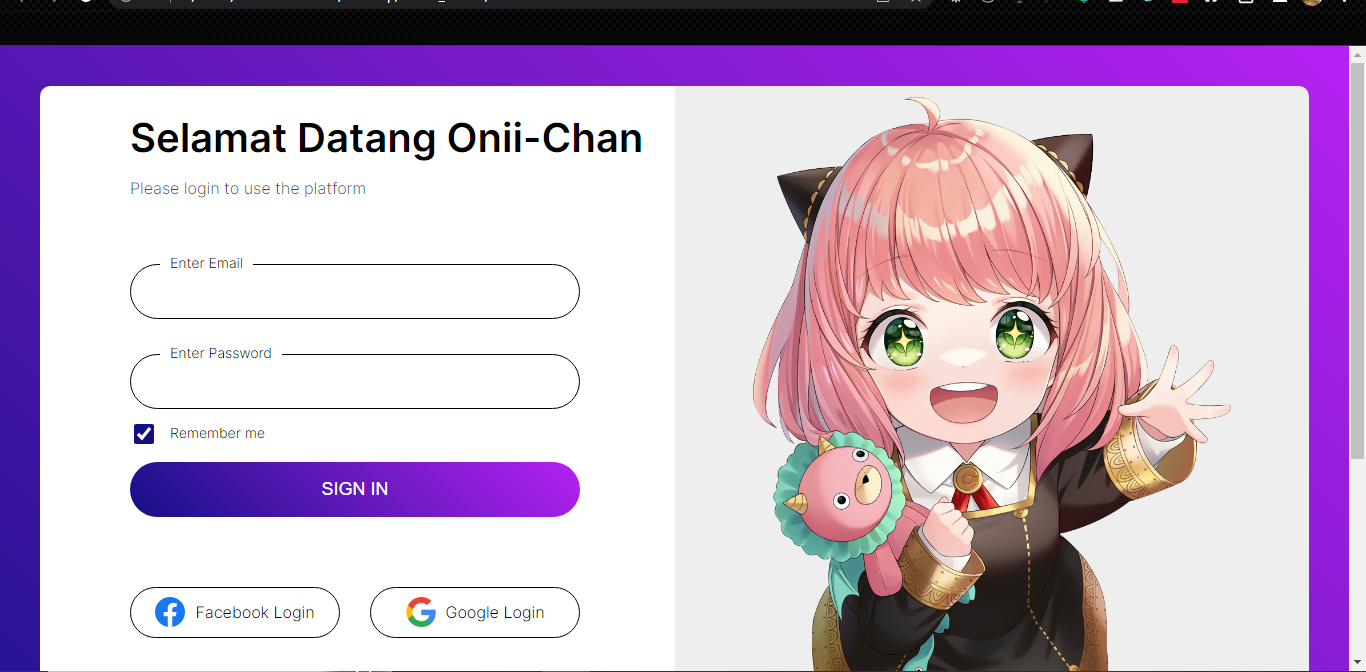 Selamat Datang Onii-Chan
Please login to use the platform
Enter Email
Enter Password
Remember me
SIGN IN
Facebook Login
Google Login